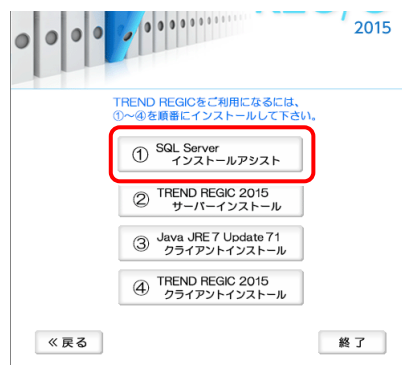 2015
TREND REGICをご利用になるには、
①～④を順番にインストールして下さい。
① SQL Server
インストールアシスト
② TREND REGIC 2015
サーバーインストール
③ Java JRE7 Update 71
クライアントインストール
④ TREND REGIC 2015
クライアントインストール
≪戻る
終了